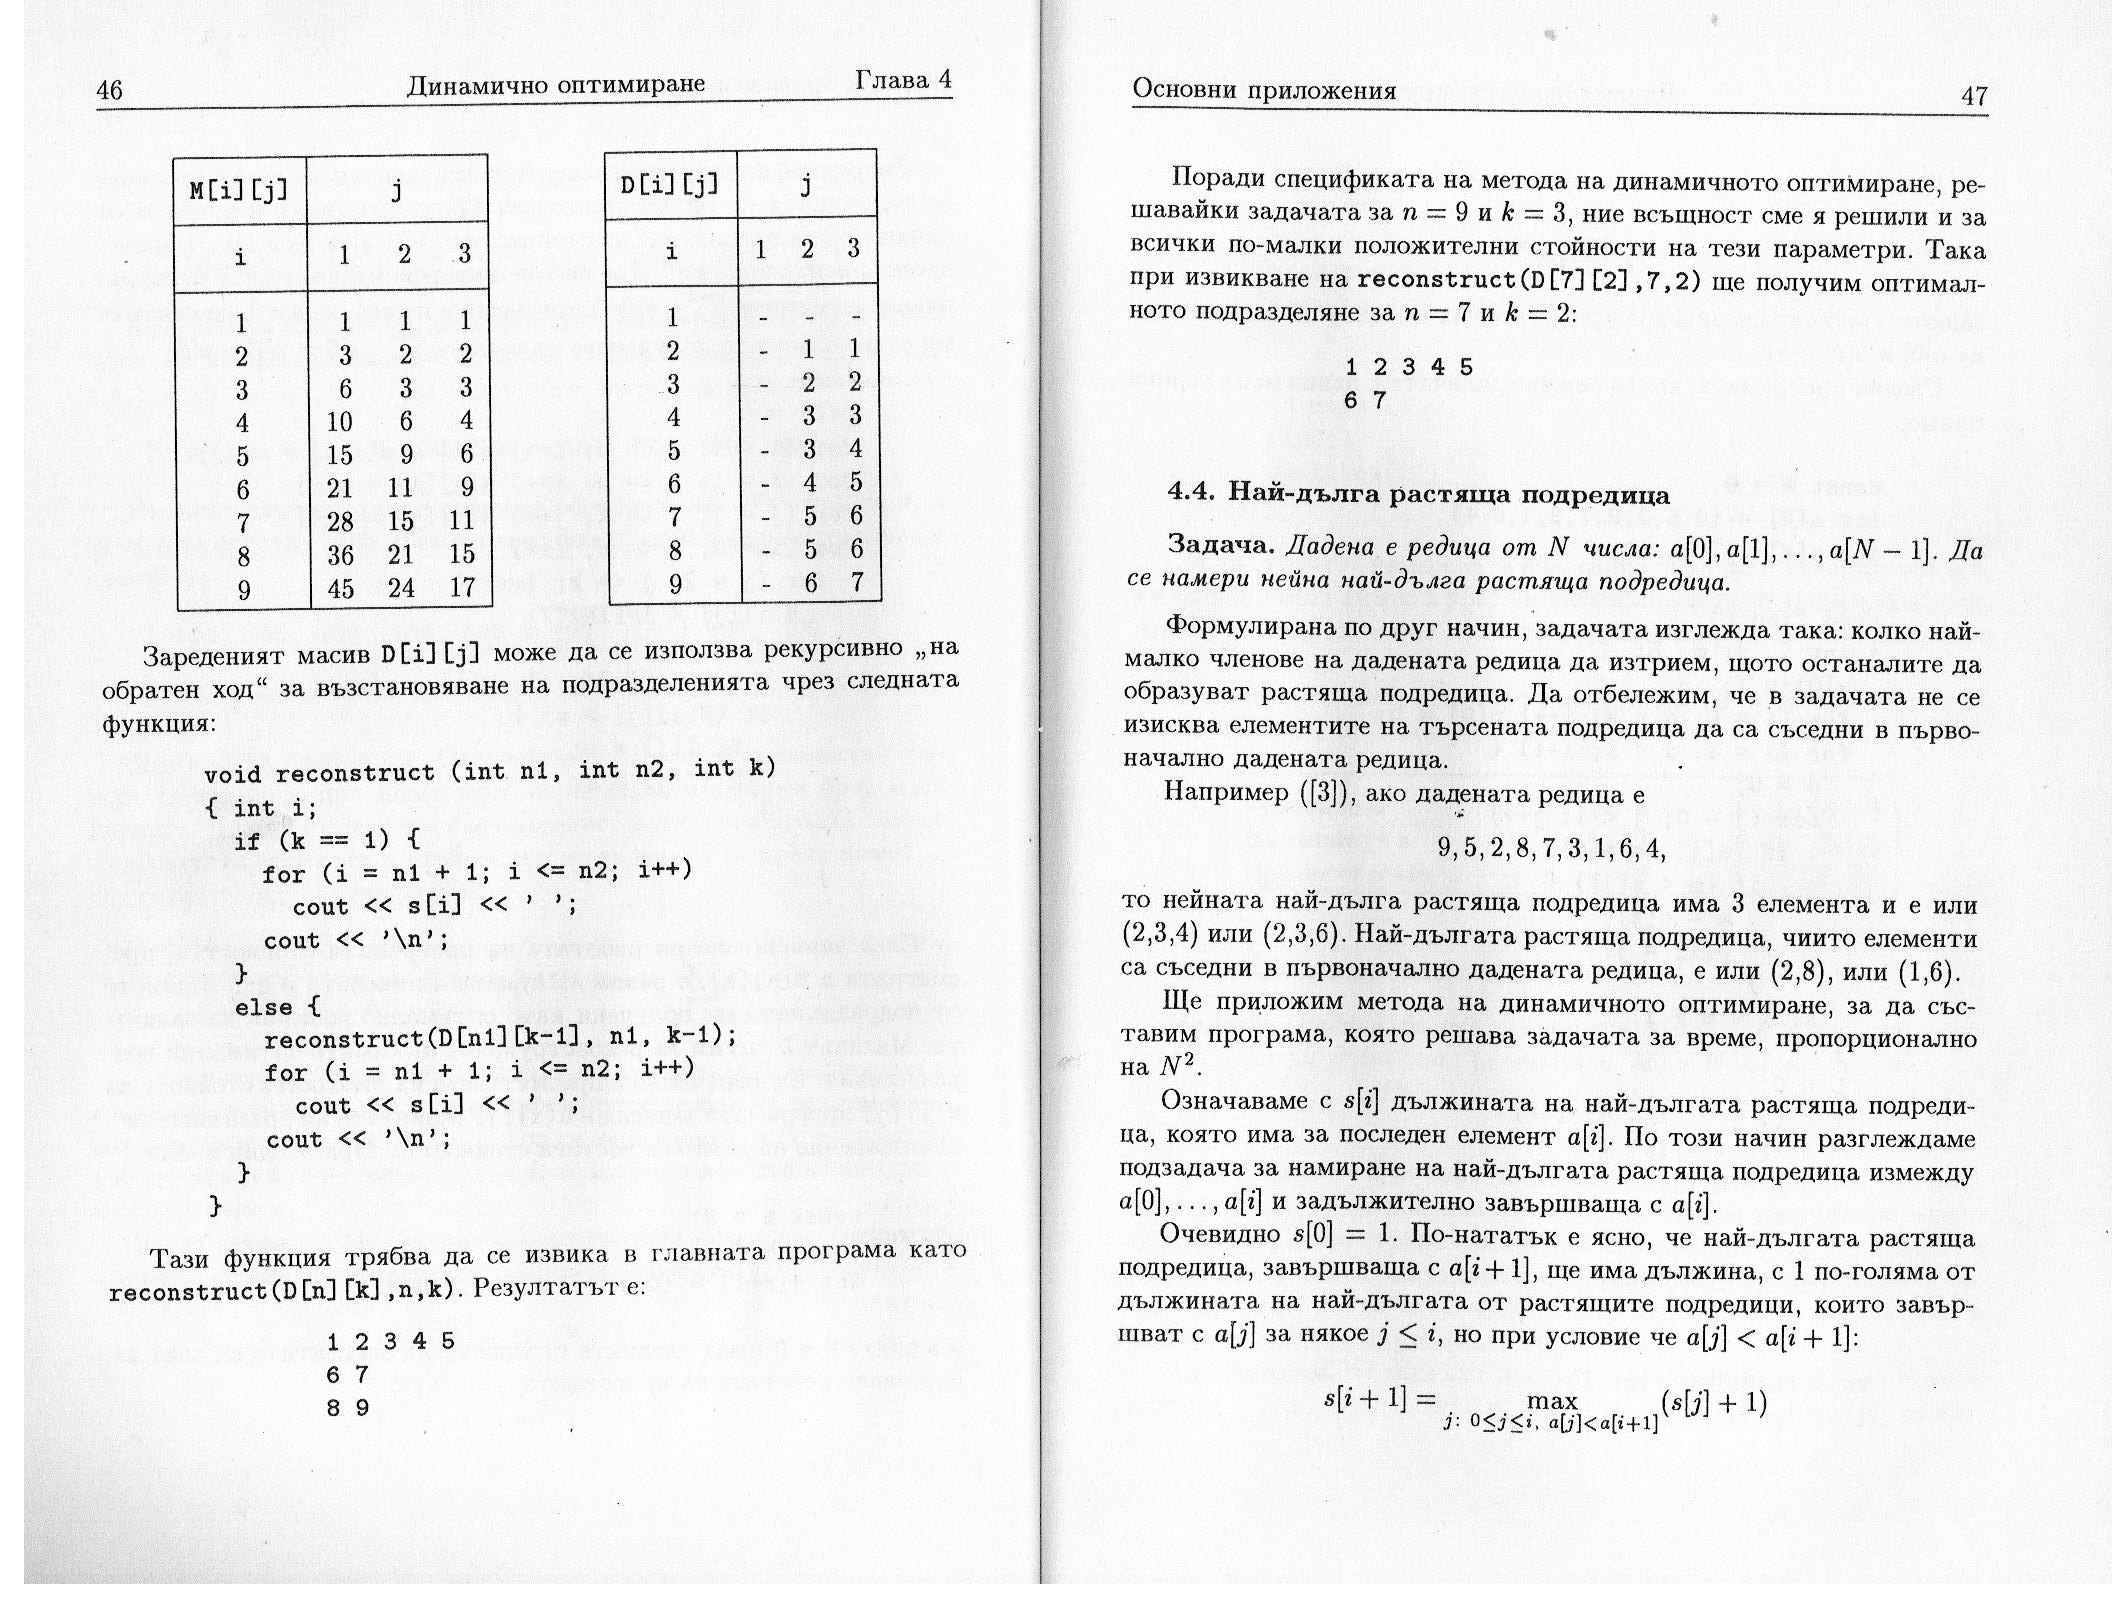 46 Динамично оптимиране Глава 4
M[i][j] j
i 1 2 3
1 1 1 1
2 3 2 2
3 6 3 3
4 10 6 4
5 15 9 6
6 21 11 9
7 28 15 11
8 36 21 15
9 45 24 17
D[i][j] j
i 1 2 3
1 - - -
2 - 1 1
3 - 2 2
4 - 3 3
5 - 3 4
6 - 4 5
7 - 5 6
8 - 5 6
9 - 6 7
Зареденият масив D[i][j] може да се използва рекурсивно „на
обратен ход“ за възстановяване на подразделенията чрез следната
функция:
void reconstruct (int n1, int n2, int k)
{ int i;
if (k == 1) {
for (i = n1 + 1; i <= n2; i++)
cout << s[i] << ' ';
cout << '\n';
}
else {
reconstruct(D[n1][k-1], n1, k-1);
for (i = n1 + 1; i <= n2; i++)
cout << s[i] << ' ';
cout << '\n';
}
}
Тази функция трябва да се извика в главната програма като
reconstruct(D[n][k],n,k). Резултатът е:
1 2 3 4 5
6 7
8 9
Основни приложения 47
Поради спецификата на метода на динамичното оптимиране, ре-
шавайки задачата за n = 9 и k = 3, ние всъщност сме я решили и за
всички по-малки положителни стойности на тези параметри. Така
при извикване на reconstruct(D[7][2],7,2) ще получим оптимал-
ното подразделяне за n = 7 и k = 2:
1 2 3 4 5
6 7
4.4. Най-дълга растяща подредица
Задача. Дадена е редица от N числа: a[0], a[1], . . . , a[N − 1]. Да
се намери нейна най-дълга растяща подредица.
Формулирана по друг начин, задачата изглежда така: колко най-
малко членове на дадената редица да изтрием, щото останалите да
образуват растяща подредица. Да отбележим, че в задачата не се
изисква елементите на търсената подредица да са съседни в първо-
начално дадената редица.
Например ([3]), ако дадената редица е
9, 5, 2, 8, 7, 3, 1, 6, 4,
то нейната най-дълга растяща подредица има 3 елемента и е или
(2,3,4) или (2,3,6). Най-дългата растяща подредица, чиито елементи
са съседни в първоначално дадената редица, е или (2,8), или (1,6).
Ще приложим метода на динамичното оптимиране, за да със-
тавим програма, която решава задачата за време, пропорционално
на N².
Означаваме с s[i] дължината на най-дългата растяща подреди-
ца, която има за последен елемент a[i]. По този начин разглеждаме
подзадача за намиране на най-дългата растяща подредица измежду
a[0], . . . , a[i] и задължително завършваща с a[i].
Очевидно s[0] = 1. По-нататък е ясно, че най-дългата растяща
подредица, завършваща с a[i + 1], ще има дължина, с 1 по-голяма от
дължината на най-дългата от растящите подредици, които завър-
шват с a[j] за някое j ≤ i, но при условие че a[j] < a[i + 1]:
s[i + 1] = max (s[j] + 1)
j: 0≤j≤i, a[j]<a[i+1]